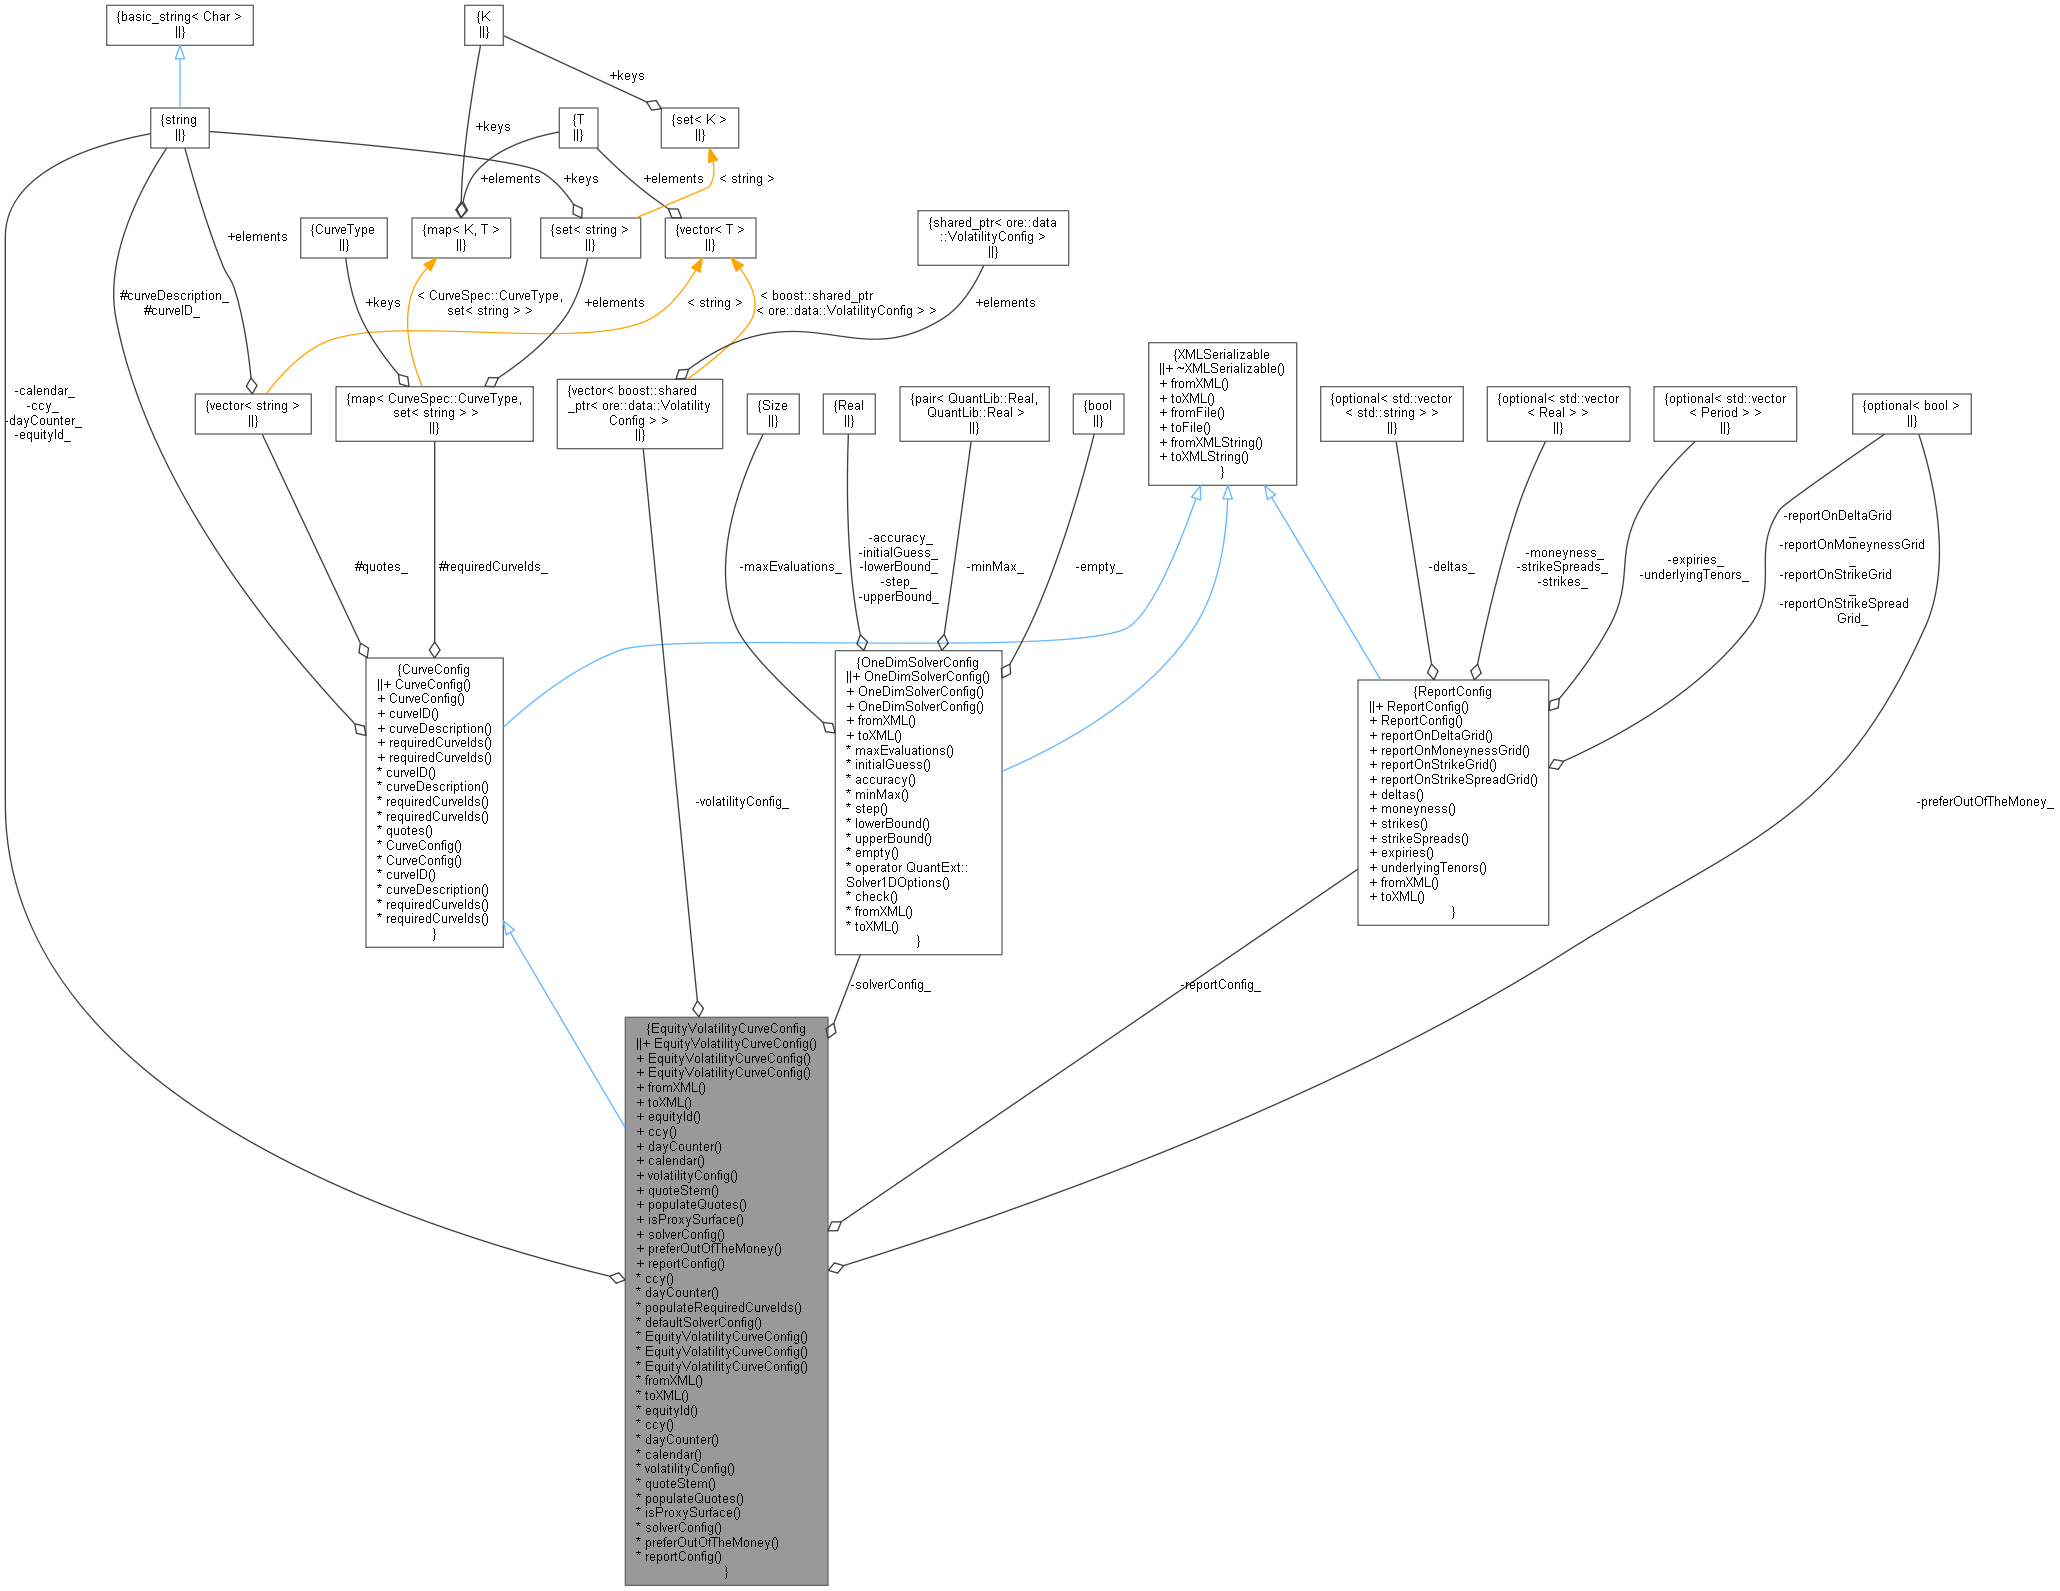 {basic_string< Char >
||}
{K
||}
+keys
{string
||}
{T
||}
{set< K >
||}
+keys
+elements
+keys
+elements
< string >
{CurveType
||}
{map< K, T >
||}
{set< string >
||}
{vector< T >
||}
{shared_ptr< ore::data
::VolatilityConfig >
||}
+elements
#curveDescription_
#curveID_
+keys
< CurveSpec::CurveType,
set< string > >
+elements
< string >
< boost::shared_ptr
< ore::data::VolatilityConfig > >
+elements
-calendar_
-ccy_
-dayCounter_
-equityId_
{vector< string >
||}
{map< CurveSpec::CurveType,
set< string > >
||}
{vector< boost::shared
_ptr< ore::data::Volatility
Config > >
||}
{Size
||}
{Real
||}
{pair< QuantLib::Real,
QuantLib::Real >
||}
{bool
||}
{XMLSerializable
||+ ~XMLSerializable()
+ fromXML()
+ toXML()
+ fromFile()
+ toFile()
+ fromXMLString()
+ toXMLString()
}
{optional< std::vector
< std::string > >
||}
{optional< std::vector
< Real > >
||}
{optional< std::vector
< Period > >
||}
{optional< bool >
||}
#quotes_
#requiredCurveIds_
-maxEvaluations_
-accuracy_
-initialGuess_
-lowerBound_
-step_
-upperBound_
-minMax_
-empty_
-deltas_
-moneyness_
-strikeSpreads_
-strikes_
-expiries_
-underlyingTenors_
-reportOnDeltaGrid
_
-reportOnMoneynessGrid
_
-reportOnStrikeGrid
_
-reportOnStrikeSpread
Grid_
{CurveConfig
||+ CurveConfig()
+ CurveConfig()
+ curveID()
+ curveDescription()
+ requiredCurveIds()
+ requiredCurveIds()
* curveID()
* curveDescription()
* requiredCurveIds()
* requiredCurveIds()
* quotes()
* CurveConfig()
* CurveConfig()
* curveID()
* curveDescription()
* requiredCurveIds()
* requiredCurveIds()
}
-volatilityConfig_
{OneDimSolverConfig
||+ OneDimSolverConfig()
+ OneDimSolverConfig()
+ OneDimSolverConfig()
+ fromXML()
+ toXML()
* maxEvaluations()
* initialGuess()
* accuracy()
* minMax()
* step()
* lowerBound()
* upperBound()
* empty()
* operator QuantExt::
Solver1DOptions()
* check()
* fromXML()
* toXML()
}
{ReportConfig
||+ ReportConfig()
+ ReportConfig()
+ reportOnDeltaGrid()
+ reportOnMoneynessGrid()
+ reportOnStrikeGrid()
+ reportOnStrikeSpreadGrid()
+ deltas()
+ moneyness()
+ strikes()
+ strikeSpreads()
+ expiries()
+ underlyingTenors()
+ fromXML()
+ toXML()
}
-preferOutOfTheMoney_
-solverConfig_
-reportConfig_
{EquityVolatilityCurveConfig
||+ EquityVolatilityCurveConfig()
+ EquityVolatilityCurveConfig()
+ EquityVolatilityCurveConfig()
+ fromXML()
+ toXML()
+ equityId()
+ ccy()
+ dayCounter()
+ calendar()
+ volatilityConfig()
+ quoteStem()
+ populateQuotes()
+ isProxySurface()
+ solverConfig()
+ preferOutOfTheMoney()
+ reportConfig()
* ccy()
* dayCounter()
* populateRequiredCurveIds()
* defaultSolverConfig()
* EquityVolatilityCurveConfig()
* EquityVolatilityCurveConfig()
* EquityVolatilityCurveConfig()
* fromXML()
* toXML()
* equityId()
* ccy()
* dayCounter()
* calendar()
* volatilityConfig()
* quoteStem()
* populateQuotes()
* isProxySurface()
* solverConfig()
* preferOutOfTheMoney()
* reportConfig()
}